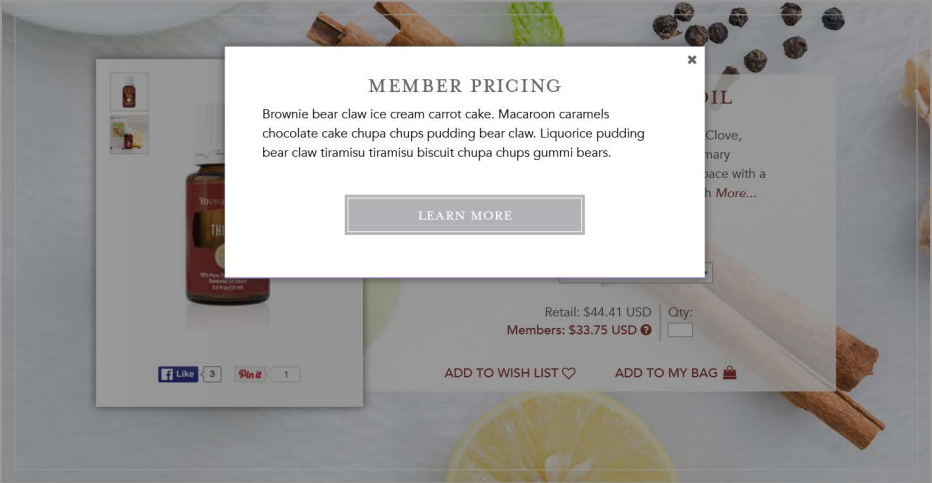 MEMBER PRICING
Brownie bear claw ice cream carrot cake. Macaroon caramels
chocolate cake chupa chups pudding bear claw. Liquorice pudding
bear claw tiramisu tiramisu biscuit chupa chups gummi bears.
LEARN MORE
OIL
Clove,
with a
More...
Retail: $44.41 USD
Qty:
Members: $33.75 USD ?
Like 3
Pin it 1
ADD TO WISH LIST
ADD TO MY BAG